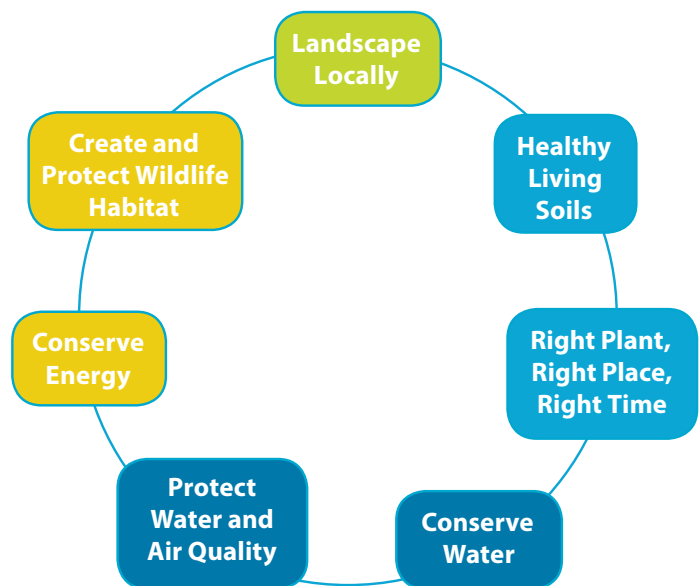 Landscape
Locally
Healthy
Living
Soils
Right Plant,
Right Place,
Right Time
Conserve
Water
Protect
Water and
Air Quality
Conserve
Energy
Create and
Protect Wildlife
Habitat